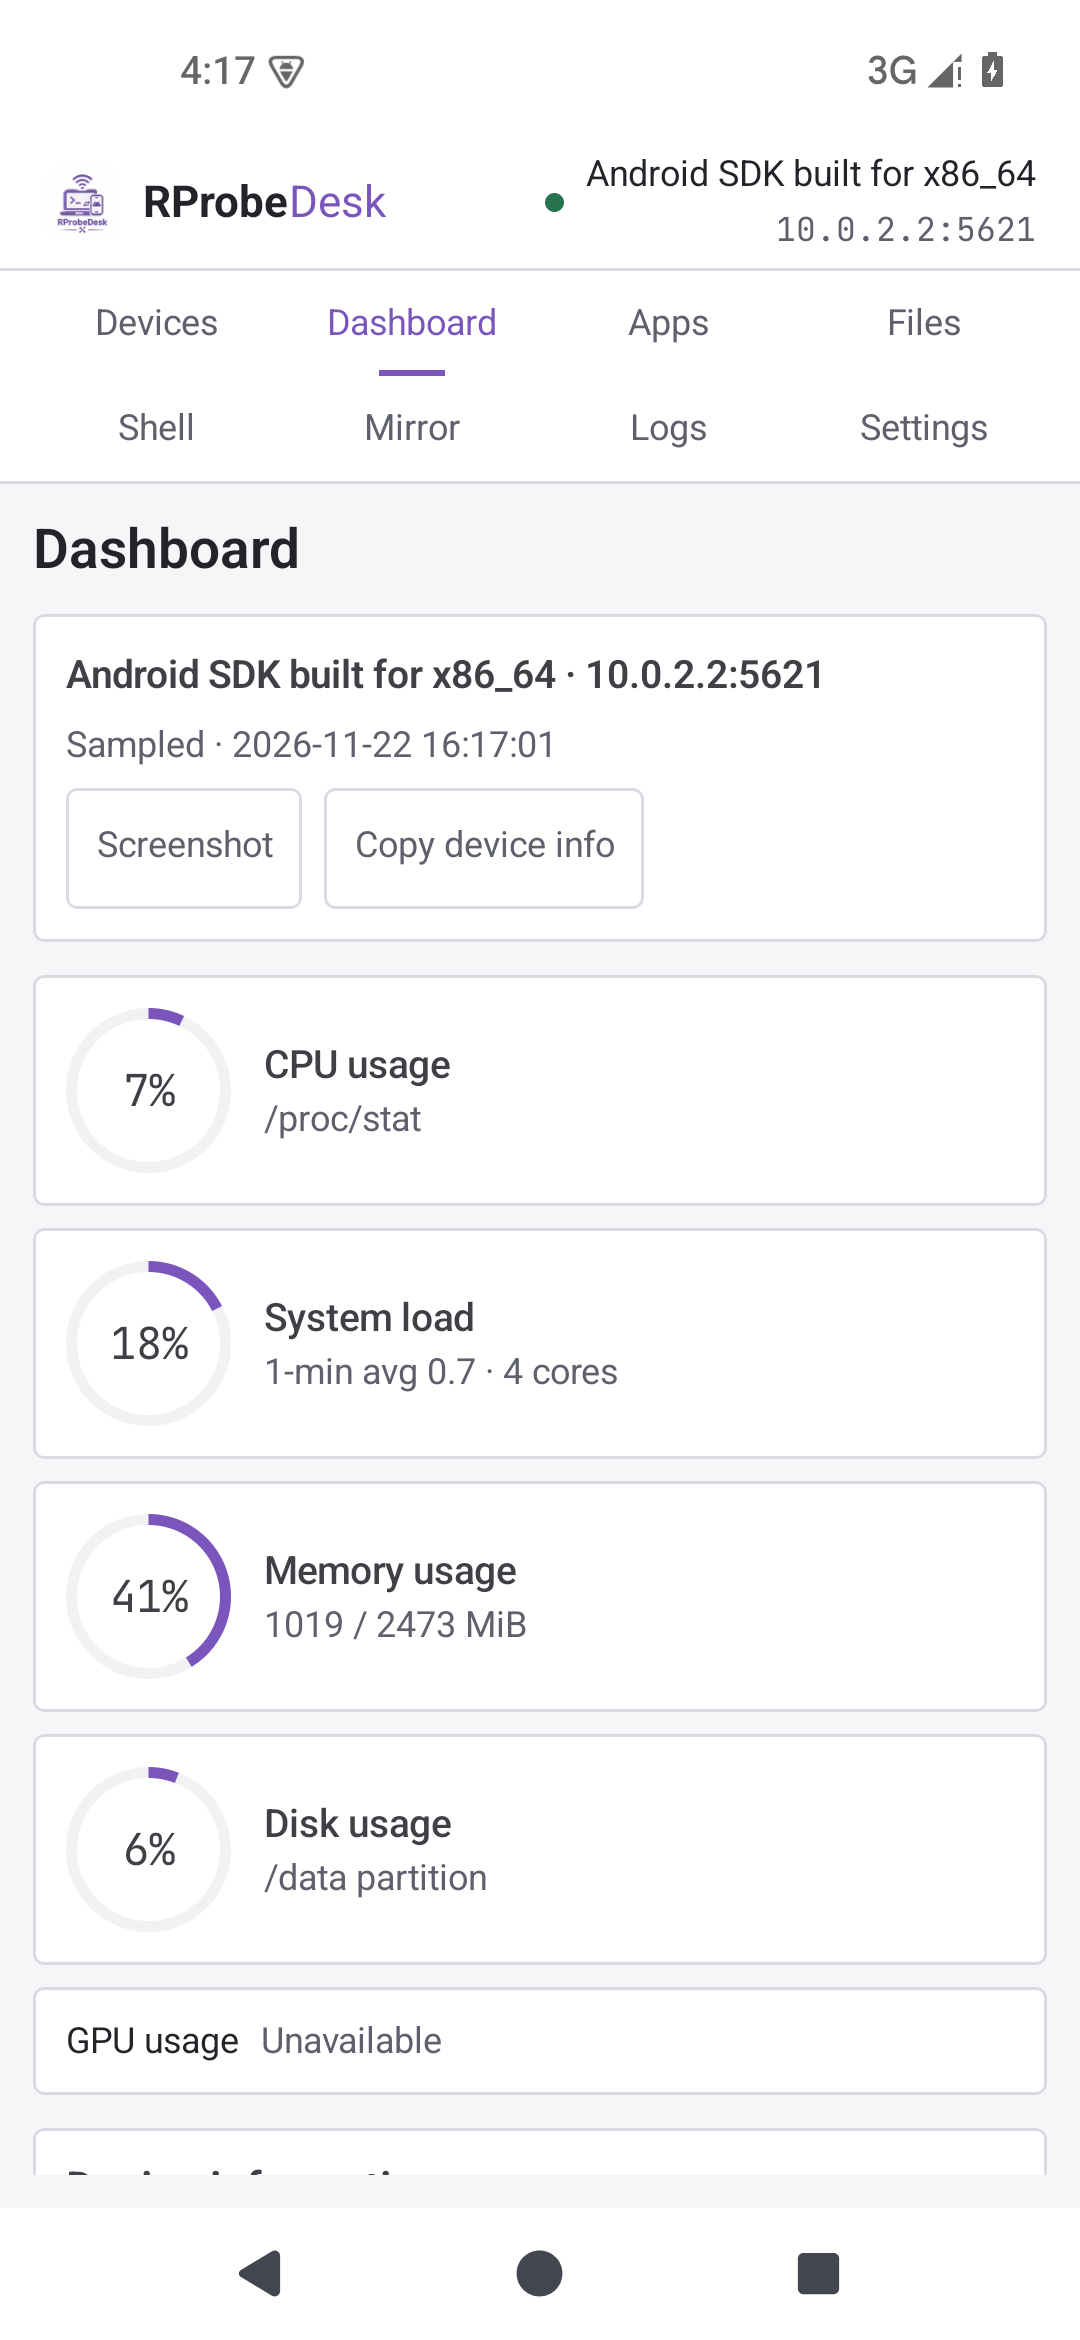 4:17
3G
RProbeDesk
RProbeDesk
Android SDK built for x86_64
10.0.2.2:5621
Devices
Dashboard
Apps
Files
Shell
Mirror
Logs
Settings
Dashboard
Android SDK built for x86_64 · 10.0.2.2:5621
Sampled · 2026-11-22 16:17:01
Screenshot
Copy device info
7%
CPU usage
/proc/stat
18%
System load
1-min avg 0.7 · 4 cores
41%
Memory usage
1019 / 2473 MiB
6%
Disk usage
/data partition
GPU usage Unavailable